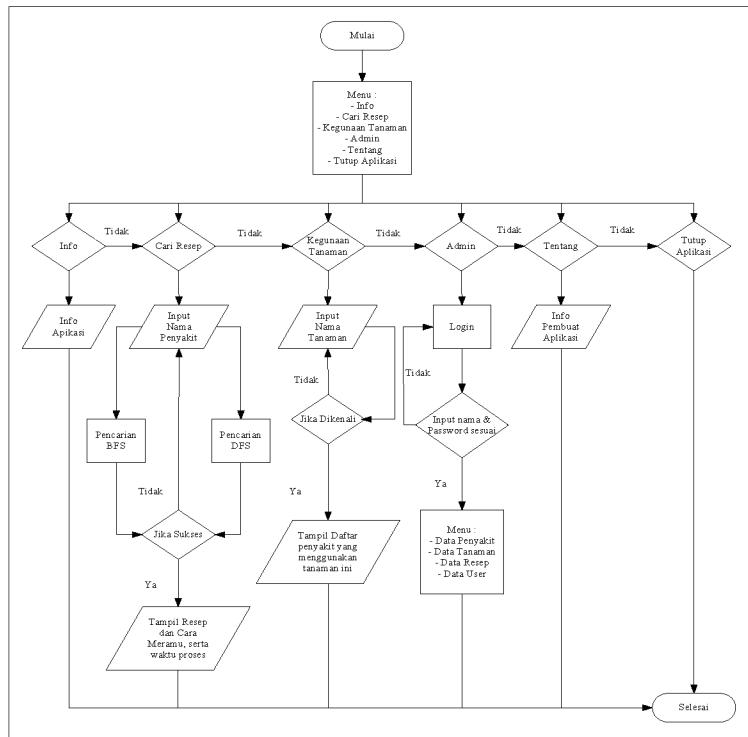 Mulai
Menu :
- Info
- Cari Resep
- Kegunaan Tanaman
- Admin
- Tentang
- Tutup Aplikasi
Info
Tidak
Cari Resep
Tidak
Kegunaan
Tanaman
Tidak
Admin
Tidak
Tentang
Tidak
Tutup
Aplikasi
Info
Apikasi
Input
Nama
Penyakit
Input
Nama
Tanaman
Login
Info
Pembuat
Aplikasi
Tidak
Tidak
Pencarian
BFS
Pencarian
DFS
Jika Dikenali
Input nama &
Password sesuai
Tidak
Ya
Ya
Jika Sukses
Tampil Daftar
penyakit yang
menggunakan
tanaman ini
Menu :
- Data Penyakit
- Data Tanaman
- Data Resep
- Data User
Ya
Tampil Resep
dan Cara
Meramu, serta
waktu proses
Selesai